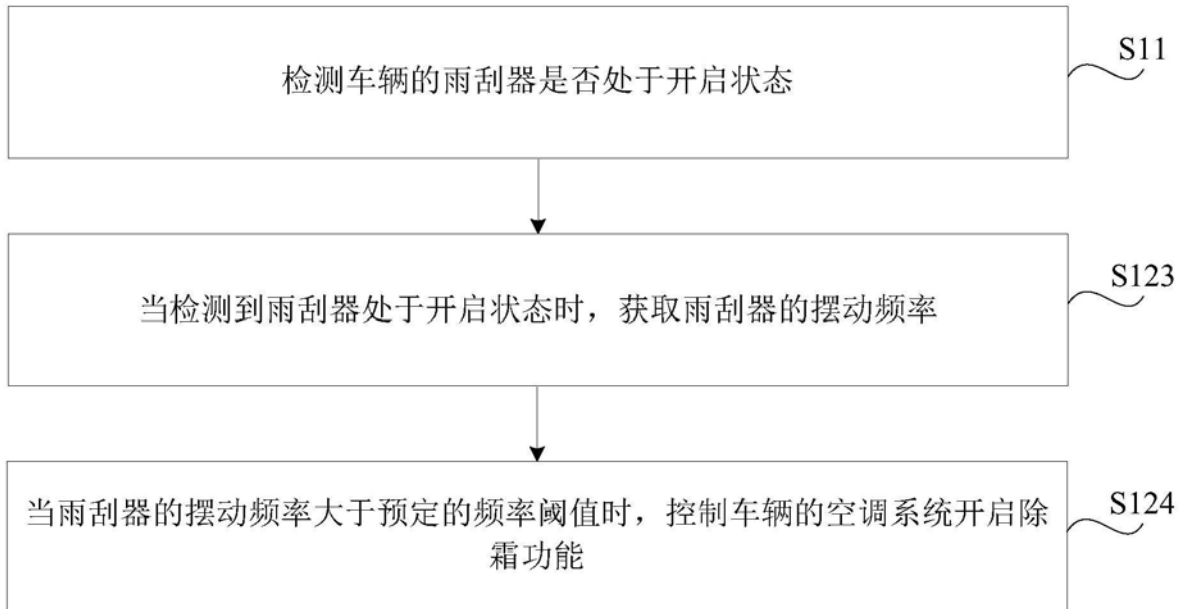 检测车辆的雨刮器是否处于开启状态
S11
当检测到雨刮器处于开启状态时，获取雨刮器的摆动频率
S123
当雨刮器的摆动频率大于预定的频率阈值时，控制车辆的空调系统开启除
霜功能
S124